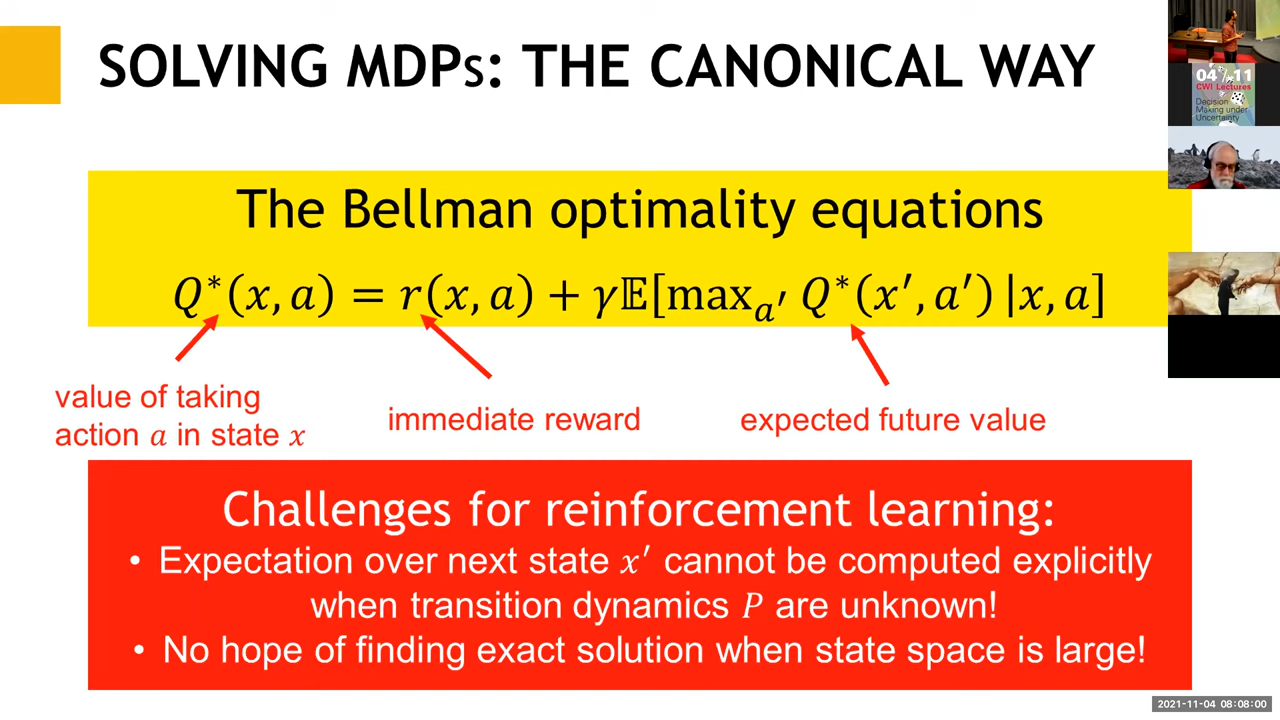 SOLVING MDPs: THE CANONICAL WAY
04/11
CWI Lectures
Decision
Making under
Uncertainty
The Bellman optimality equations
Q*(x, a) = r(x, a) + γ𝔼[maxₐ′ Q*(x′, a′) |x, a]
value of taking
action a in state x
immediate reward
expected future value
Challenges for reinforcement learning:
• Expectation over next state x′ cannot be computed explicitly
when transition dynamics P are unknown!
• No hope of finding exact solution when state space is large!
2021-11-04 08:08:00